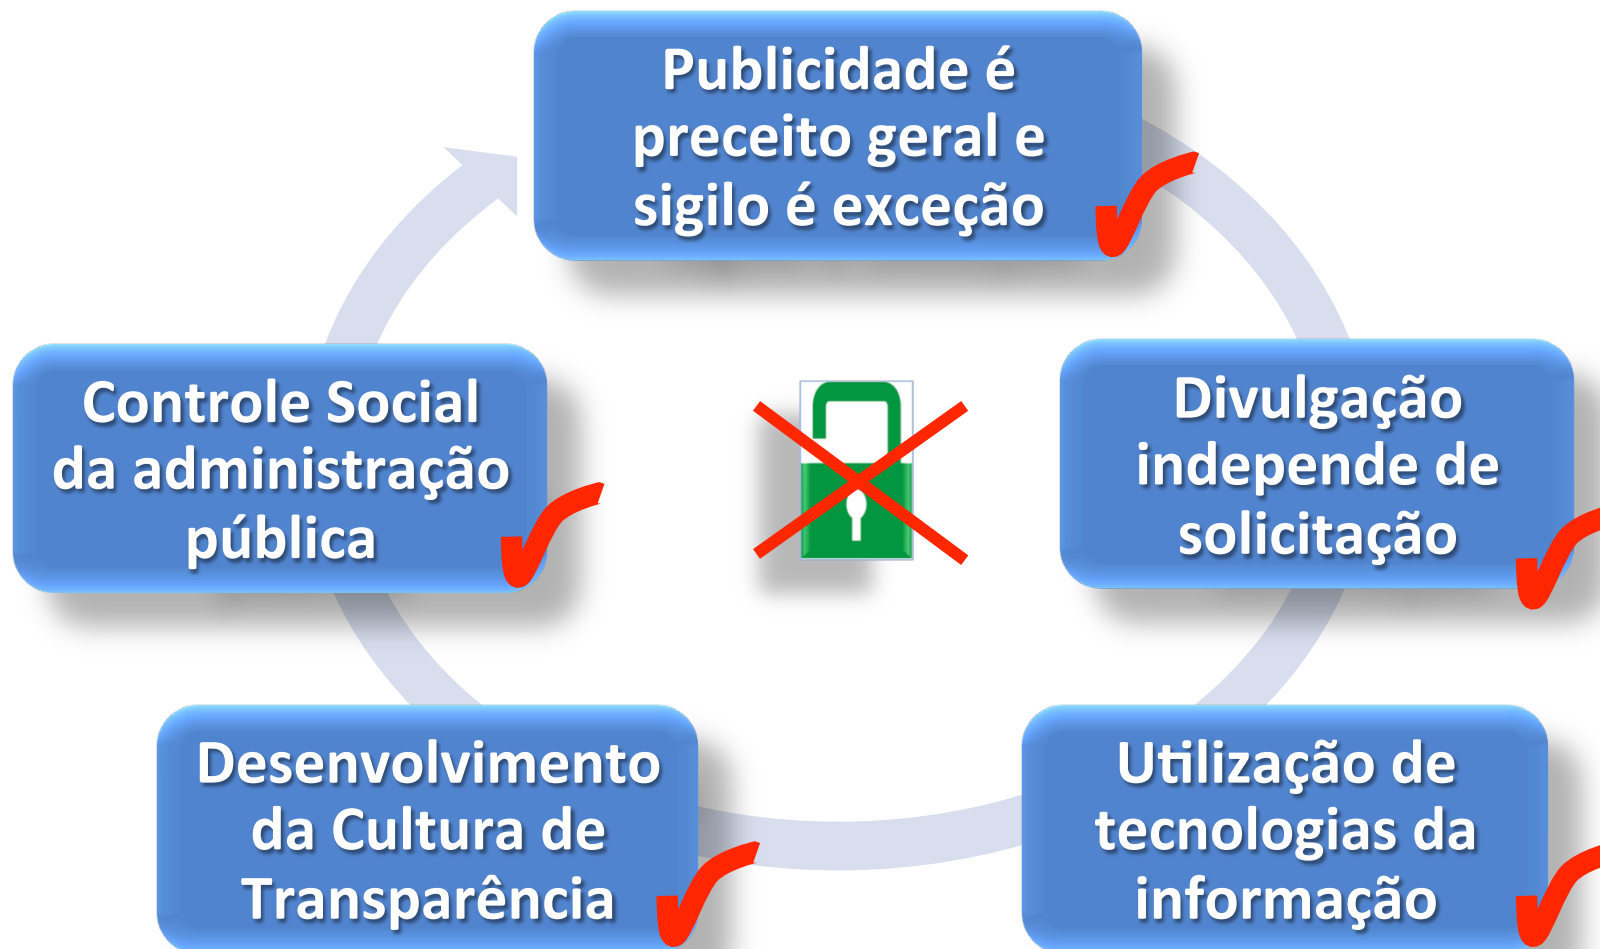 Publicidade é
preceito geral e
sigilo é exceção
Divulgação
independe de
solicitação
Utilização de
tecnologias da
informação
Desenvolvimento
da Cultura de
Transparência
Controle Social
da administração
pública